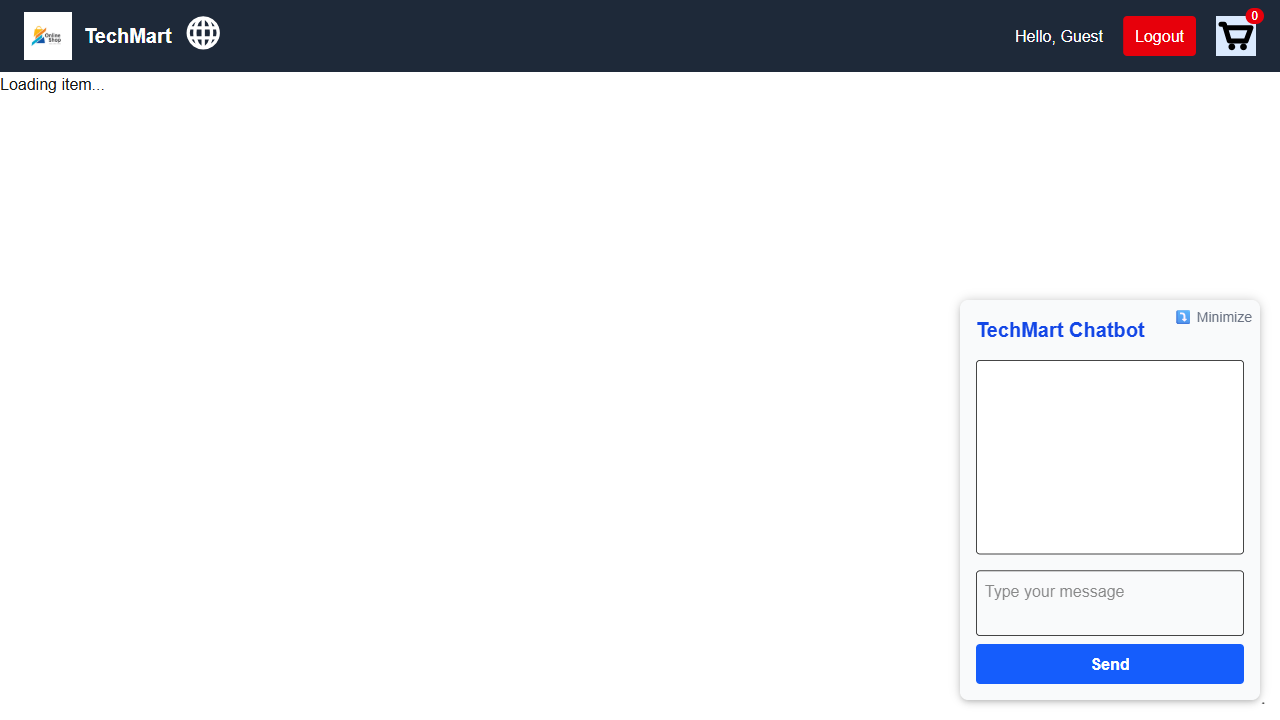 Online
Shop
TechMart
Hello, Guest
Logout
0
Loading item...
Minimize
TechMart Chatbot
Type your message
Send
.